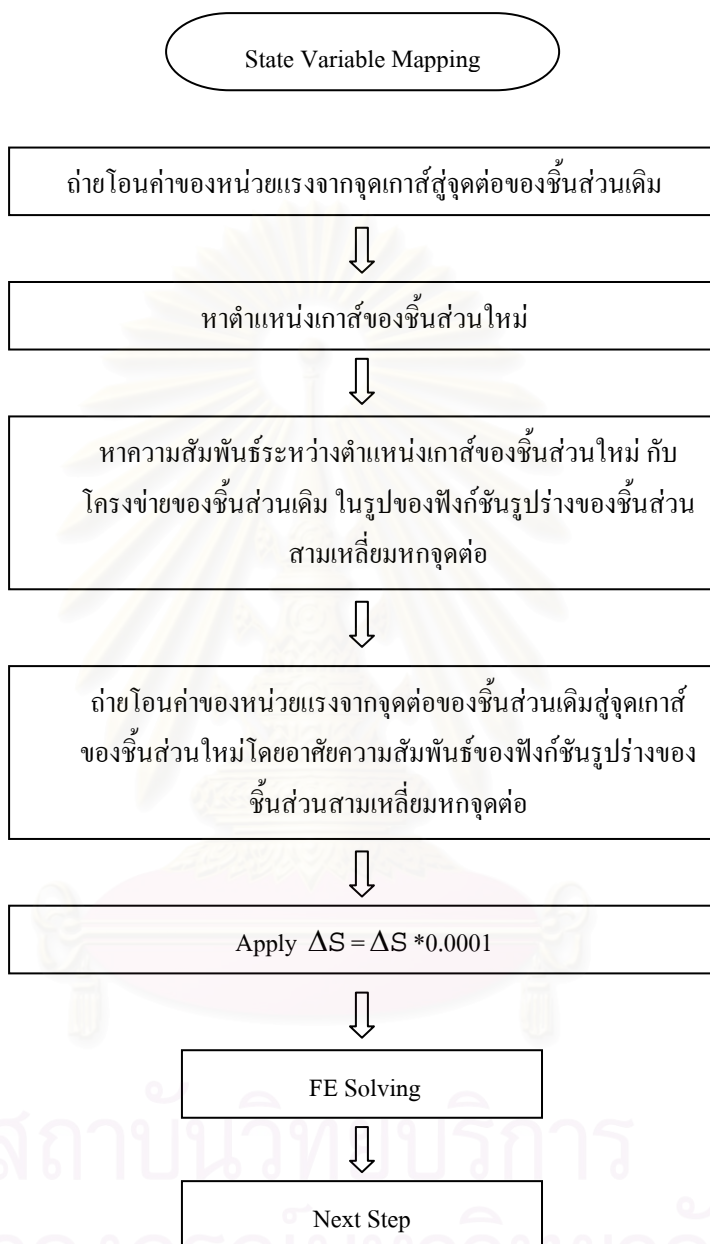 State Variable Mapping
ถ่ายโอนค่าของหน่วยแรงจากจุดเกาส์สู่จุดต่อของชิ้นส่วนเดิม
หาตำแหน่งเกาส์ของชิ้นส่วนใหม่
หาความสัมพันธ์ระหว่างตำแหน่งเกาส์ของชิ้นส่วนใหม่ กับ
โครงข่ายของชิ้นส่วนเดิม ในรูปของฟังก์ชันรูปร่างของชิ้นส่วน
สามเหลี่ยมหกจุดต่อ
ถ่ายโอนค่าของหน่วยแรงจากจุดต่อของชิ้นส่วนเดิมสู่จุดเกาส์
ของชิ้นส่วนใหม่โดยอาศัยความสัมพันธ์ของฟังก์ชันรูปร่างของ
ชิ้นส่วนสามเหลี่ยมหกจุดต่อ
Apply ΔS = ΔS *0.0001
FE Solving
สถาบันวิทยบริการ
Next Step